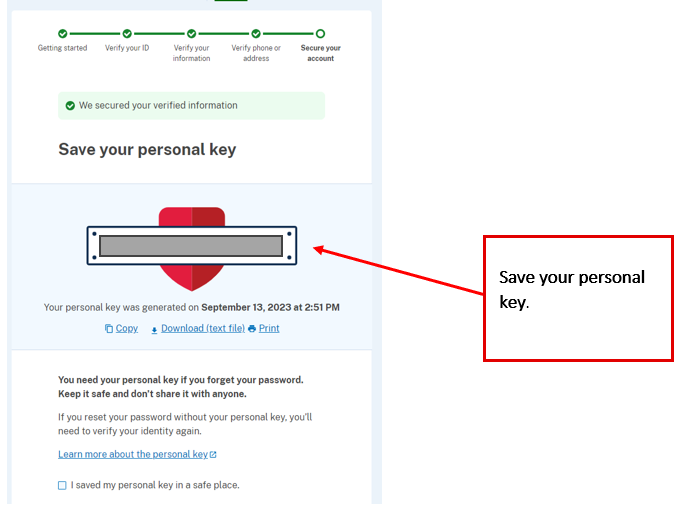 Getting started
Verify your ID
Verify your
information
Verify phone or
address
Secure your
account
We secured your verified information
Save your personal key
Your personal key was generated on September 13, 2023 at 2:51 PM
Copy Download (text file) Print
You need your personal key if you forget your password.
Keep it safe and don't share it with anyone.
If you reset your password without your personal key, you'll
need to verify your identity again.
Learn more about the personal key
I saved my personal key in a safe place.
Save your personal
key.